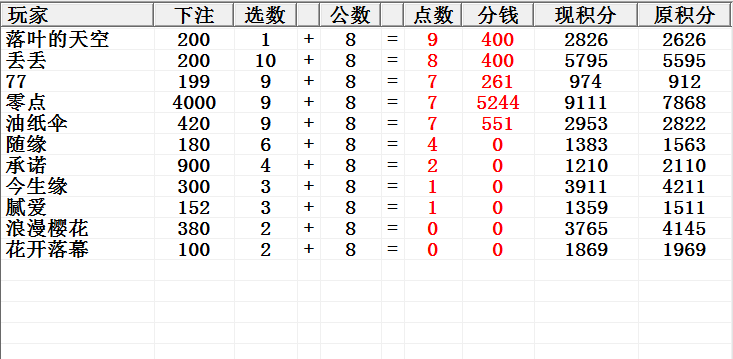 玩家 下注 选数 公数 点数 分钱 现积分 原积分
落叶的天空 200 1 + 8 = 9 400 2826 2626
丢丢 200 10 + 8 = 8 400 5795 5595
77 199 9 + 8 = 7 261 974 912
零点 4000 9 + 8 = 7 5244 9111 7868
油纸伞 420 9 + 8 = 7 551 2953 2822
随缘 180 6 + 8 = 4 0 1383 1563
承诺 900 4 + 8 = 2 0 1210 2110
今生缘 300 3 + 8 = 1 0 3911 4211
腻爱 152 3 + 8 = 1 0 1359 1511
浪漫樱花 380 2 + 8 = 0 0 3765 4145
花开落幕 100 2 + 8 = 0 0 1869 1969